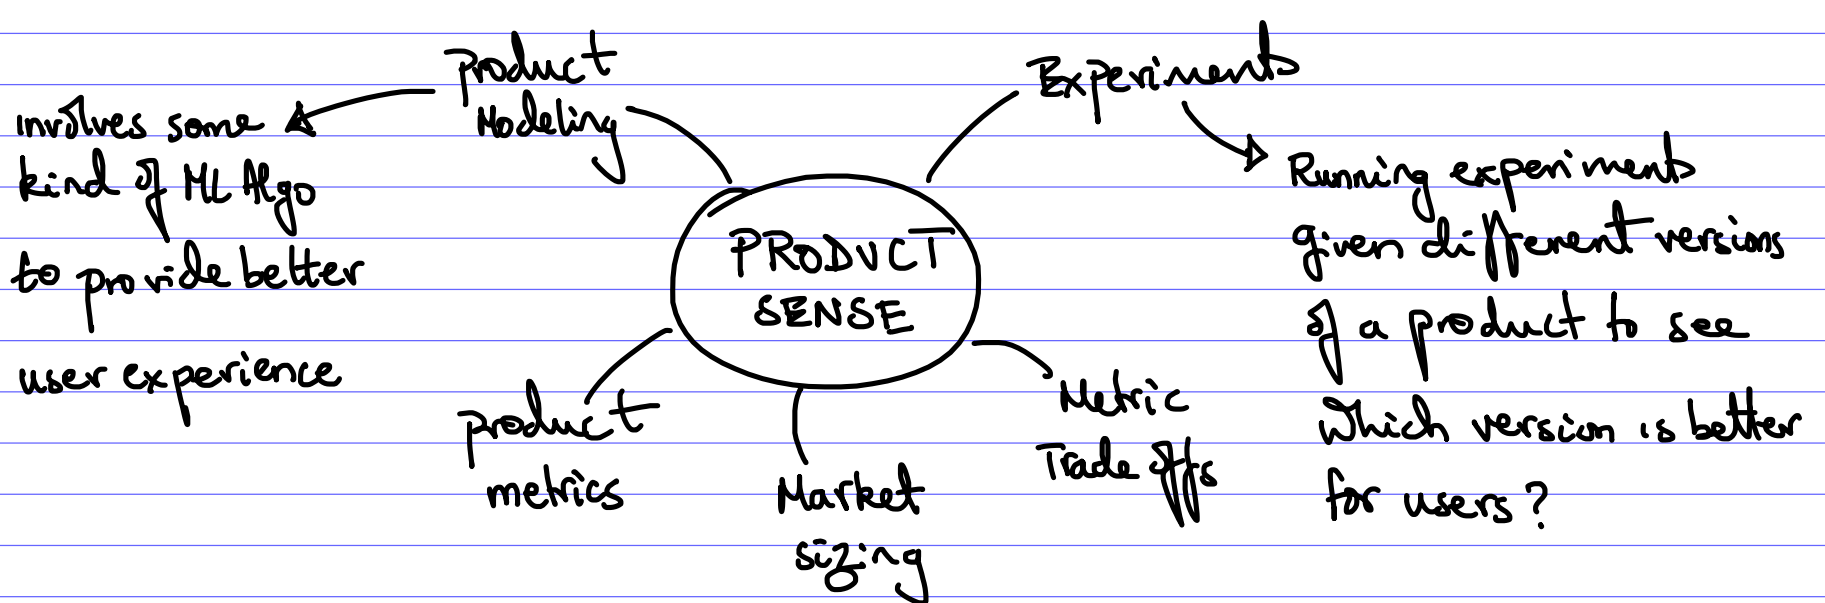 Product
Modeling
involves some
kind of ML Algo
to provide better
user experience
Experiments
Running experiments
given different versions
of a product to see
Which version is better
for users?
PRODUCT
SENSE
product
metrics
Market
sizing
Metric
Trade offs